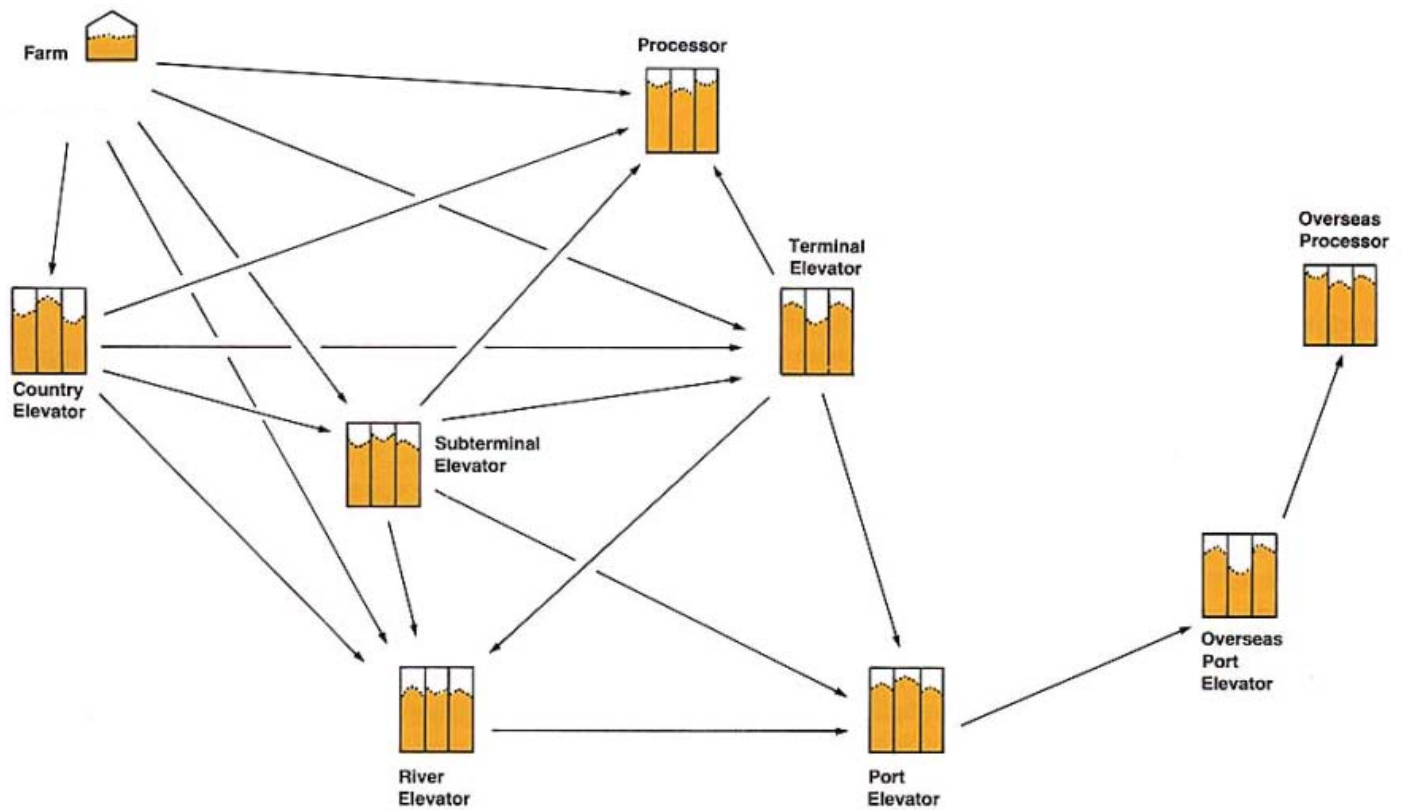 Farm
Processor
Overseas
Processor
Terminal
Elevator
Country
Elevator
Subterminal
Elevator
Overseas
Port
Elevator
River
Elevator
Port
Elevator